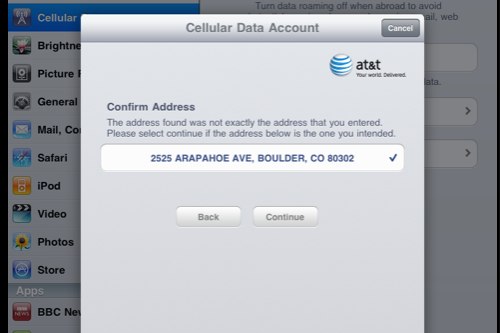 Cellular
Brightne
Picture F
General
Mail, Co
Safari
iPod
Video
Photos
Store
Apps
BBC Ne
Turn data roaming off when abroad to avoid
ail, web
data.
Cellular Data Account
Cancel
at&t
Your world. Delivered.
Confirm Address
The address found was not exactly the address that you entered.
Please select continue if the address below is the one you intended.
2525 ARAPAHOE AVE, BOULDER, CO 80302
Back
Continue